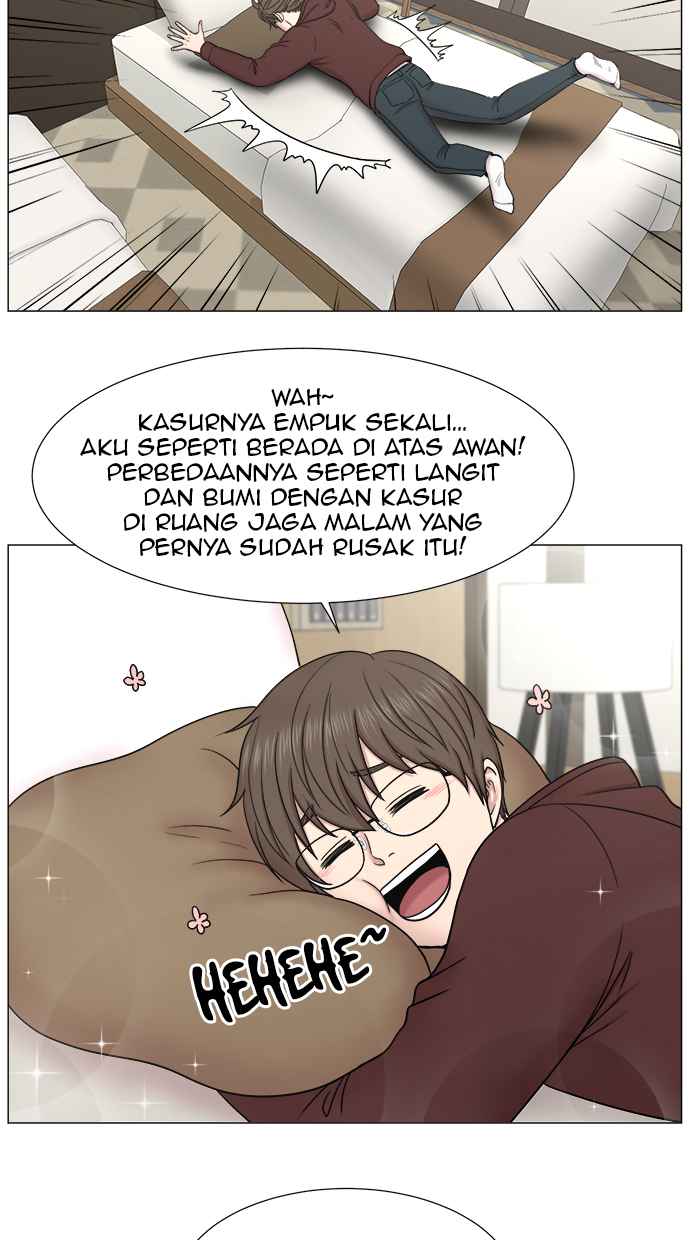 WAH~
KASURNYA EMPUK SEKALI...
AKU SEPERTI BERADA DI ATAS AWAN!
PERBEDAANNYA SEPERTI LANGIT
DAN BUMI DENGAN KASUR
DI RUANG JAGA MALAM YANG
PERNYA SUDAH RUSAK ITU!
HEHEHE~